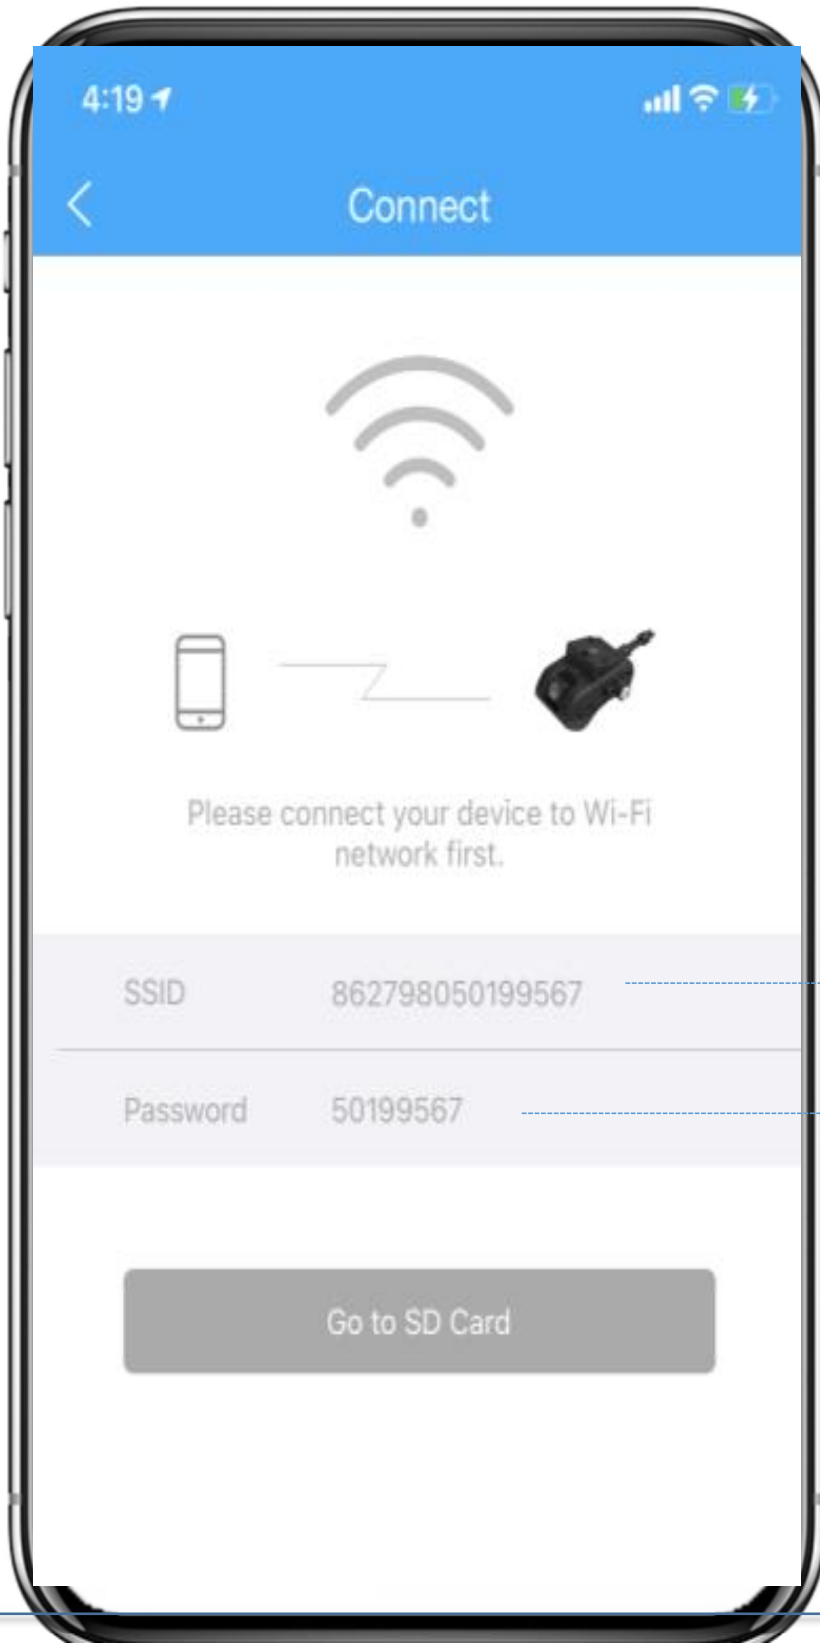 4:19
Connect
Please connect your device to Wi-Fi
network first.
SSID 862798050199567
Password 50199567
Go to SD Card